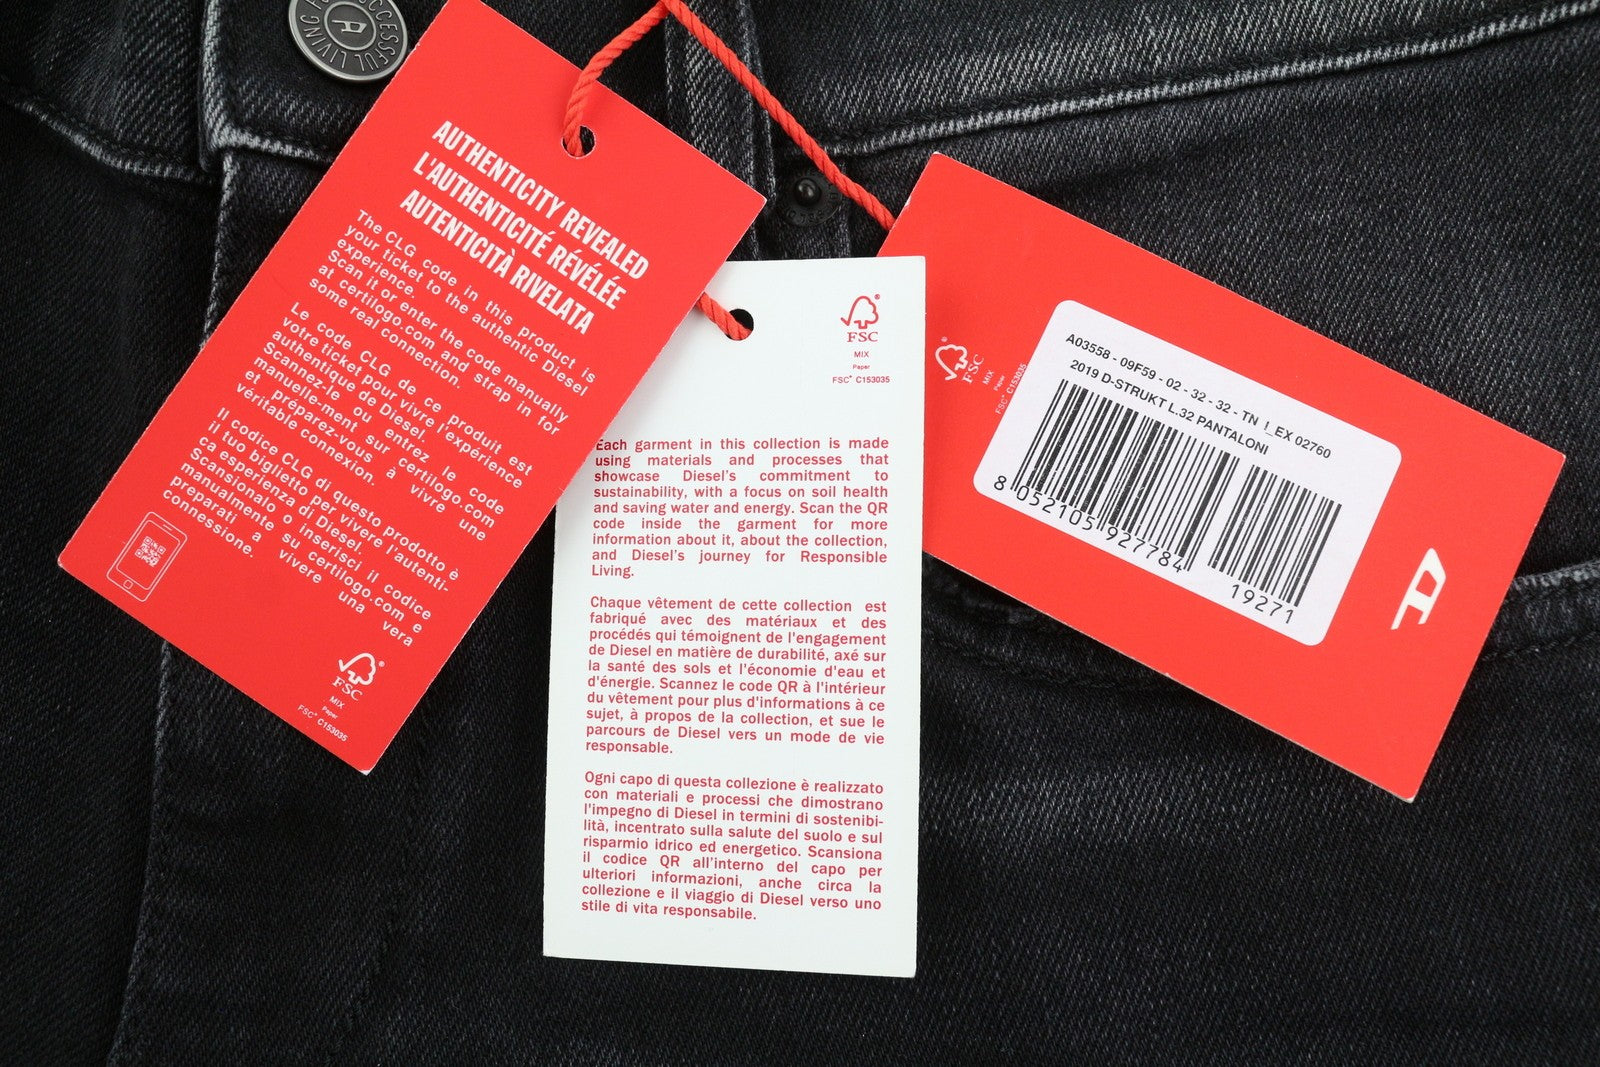 FOR SUCCESSFUL LIVING
D
AUTHENTICITY REVEALED
L'AUTHENTICITÉ RÉVÉLÉE
AUTENTICITÀ RIVELATA
The CLG code in this product is
your ticket to the authentic Diesel
experience.
Scan it or enter the code manually
at certilogo.com and strap in for
some real connection.
Le code CLG de ce produit est
votre ticket pour vivre l'expérience
authentique de Diesel.
Scannez-le ou entrez le code
manuelle-ment sur certilogo.com
et préparez-vous à vivre une
véritable connexion.
Il codice CLG di questo prodotto è
il tuo biglietto per vivere l'autenti-
ca esperienza di Diesel.
Scansionalo o inserisci il codice
manualmente su certilogo.com e
preparati a vivere una vera
connessione.
FSC
MIX
Paper
FSC® C153035
FSC
MIX
Paper
FSC® C153035
Each garment in this collection is made
using materials and processes that
showcase Diesel's commitment to
sustainability, with a focus on soil health
and saving water and energy. Scan the QR
code inside the garment for more
information about it, about the collection,
and Diesel's journey for Responsible
Living.
Chaque vêtement de cette collection est
fabriqué avec des matériaux et des
procédés qui témoignent de l'engagement
de Diesel en matière de durabilité, axé sur
la santé des sols et l'économie d'eau et
d'énergie. Scannez le code QR à l'intérieur
du vêtement pour plus d'informations à ce
sujet, à propos de la collection, et sue le
parcours de Diesel vers un mode de vie
responsable.
Ogni capo di questa collezione è realizzato
con materiali e processi che dimostrano
l'impegno di Diesel in termini di sostenibi-
lità, incentrato sulla salute del suolo e sul
risparmio idrico ed energetico. Scansiona
il codice QR all'interno del capo per
ulteriori informazioni, anche circa la
collezione e il viaggio di Diesel verso uno
stile di vita responsabile.
FSC
MIX
Paper
FSC® C153035
A03558 - 09F59 - 02 - 32 - 32 - TN !_EX 02760
2019 D-STRUKT L.32 PANTALONI
8 052105 927784
19271
D